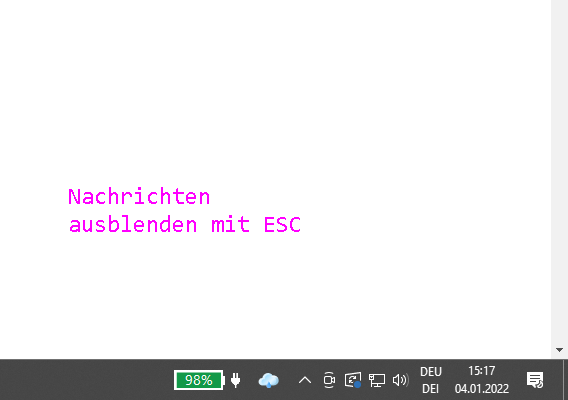 Nachrichten
ausblenden mit ESC
98%
DEU
DEI
15:17
04.01.2022